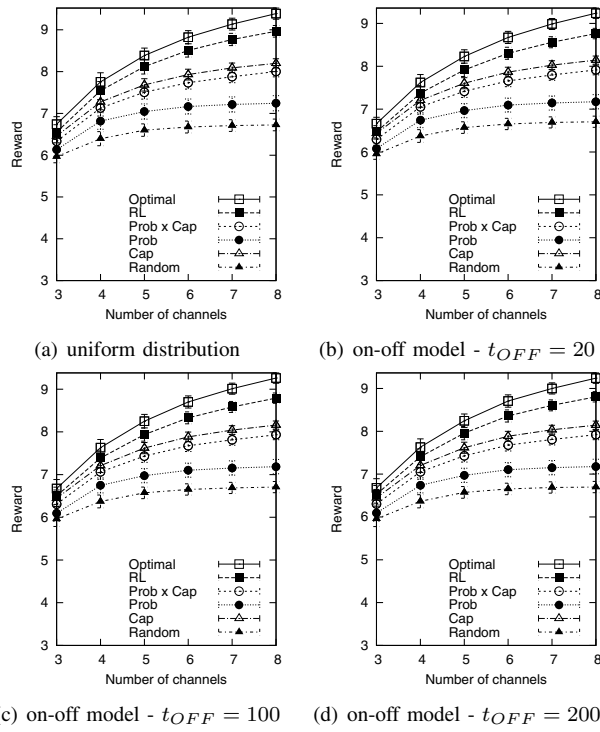 9
8
7
6
5
4
3
Reward
Optimal
RL
Prob x Cap
Prob
Cap
Random
3 4 5 6 7 8
Number of channels
(a) uniform distribution
9
8
7
6
5
4
3
Reward
Optimal
RL
Prob x Cap
Prob
Cap
Random
3 4 5 6 7 8
Number of channels
(b) on-off model - tOFF = 20
9
8
7
6
5
4
3
Reward
Optimal
RL
Prob x Cap
Prob
Cap
Random
3 4 5 6 7 8
Number of channels
c) on-off model - tOFF = 100
9
8
7
6
5
4
3
Reward
Optimal
RL
Prob x Cap
Prob
Cap
Random
3 4 5 6 7 8
Number of channels
(d) on-off model - tOFF = 200